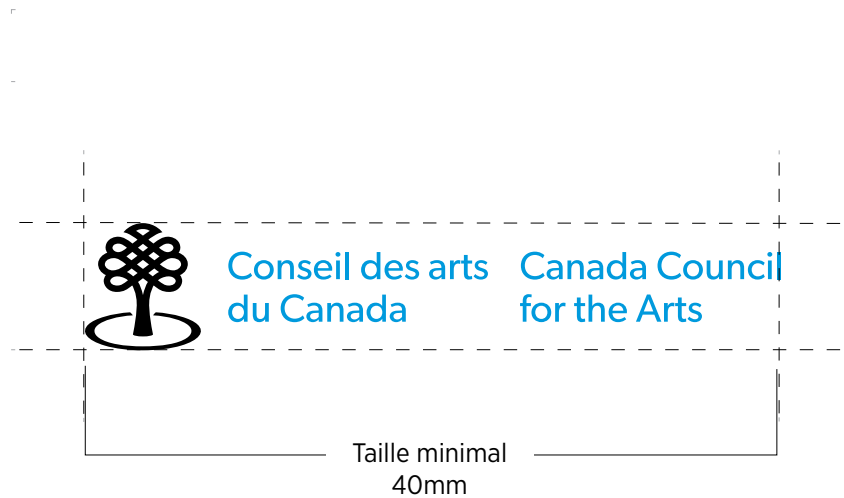 Conseil des arts
du Canada
Canada Council
for the Arts
Taille minimal
40mm